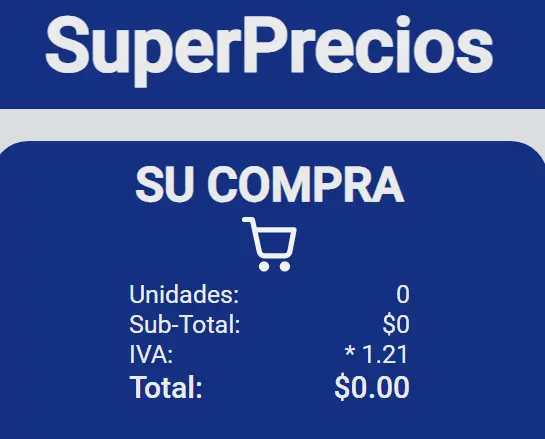 SuperPrecios
SU COMPRA
Unidades: 0
Sub-Total: $0
IVA: * 1.21
Total: $0.00